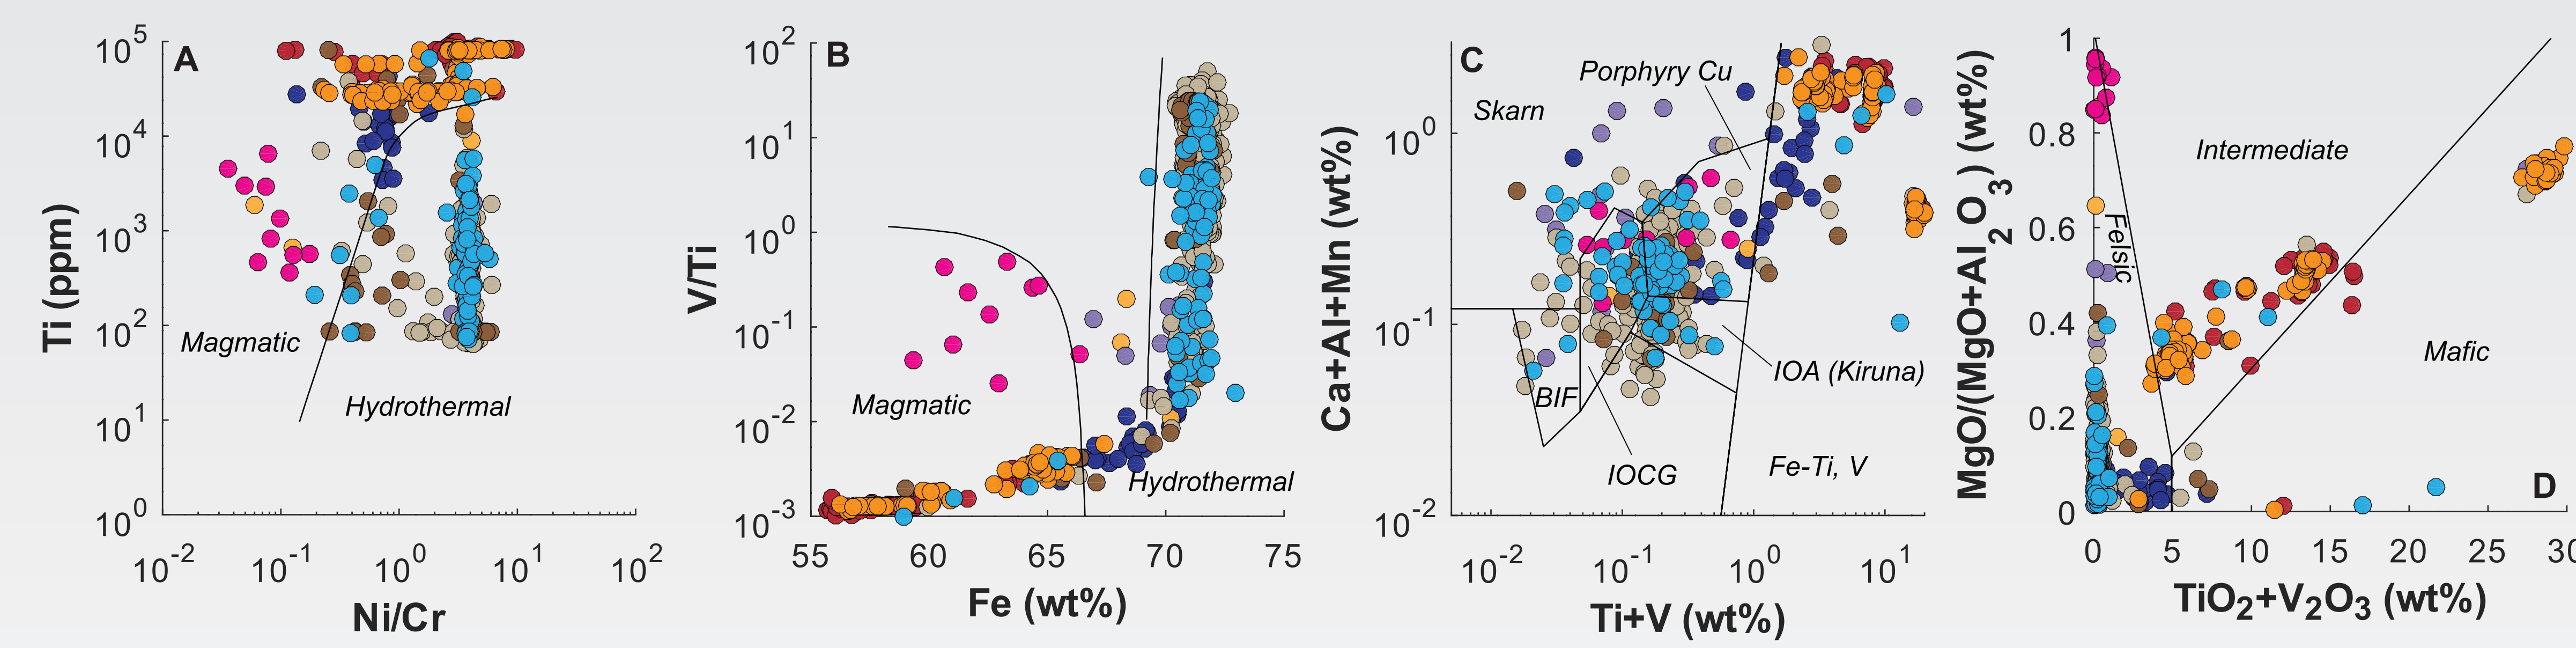 A
Ti (ppm)
10^5
10^4
10^3
10^2
10^1
10^0
Magmatic
Hydrothermal
10^-2 10^-1 10^0 10^1 10^2
Ni/Cr
B
V/Ti
10^2
10^1
10^0
10^-1
10^-2
10^-3
Magmatic
Hydrothermal
55 60 65 70 75
Fe (wt%)
C
Ca+Al+Mn (wt%)
10^0
10^-1
10^-2
Porphyry Cu
Skarn
BIF
IOA (Kiruna)
IOCG
Fe-Ti, V
10^-2 10^-1 10^0 10^1
Ti+V (wt%)
MgO/(MgO+Al2O3) (wt%)
1
0.8
0.6
0.4
0.2
0
Intermediate
Felsic
Mafic
D
0 5 10 15 20 25 30
TiO2+V2O3 (wt%)